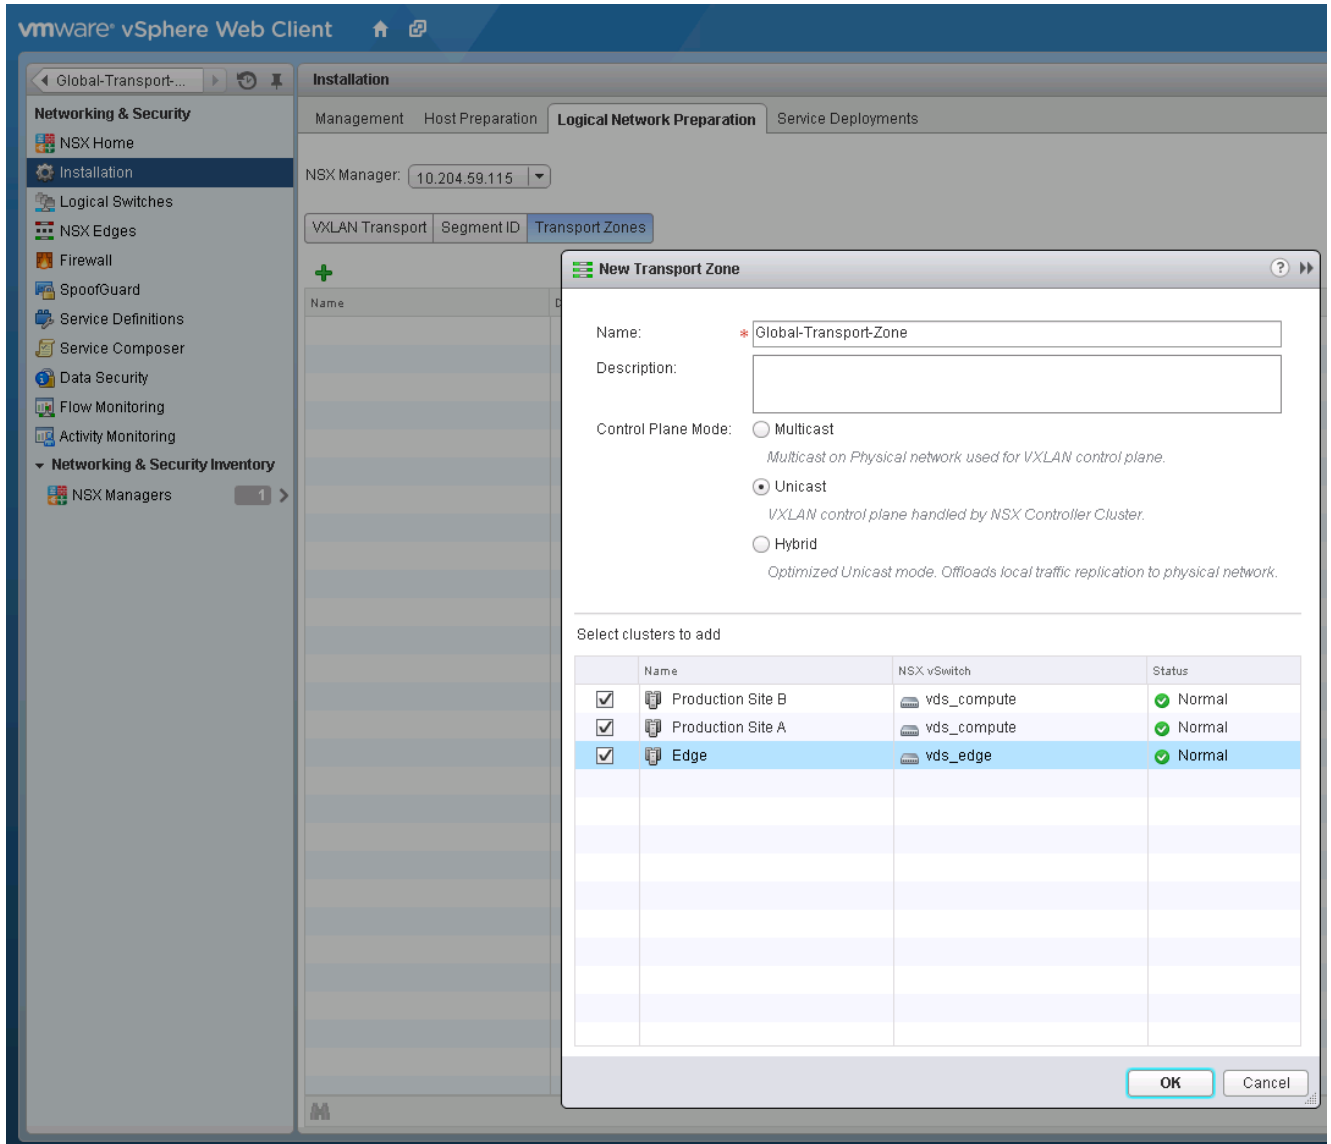 vmware® vSphere Web Client
Global-Transport-...
Networking & Security
NSX Home
Installation
Logical Switches
NSX Edges
Firewall
SpoofGuard
Service Definitions
Service Composer
Data Security
Flow Monitoring
Activity Monitoring
Networking & Security Inventory
NSX Managers 1
Installation
Management Host Preparation Logical Network Preparation Service Deployments
NSX Manager: 10.204.59.115
VXLAN Transport Segment ID Transport Zones
Name D
New Transport Zone ?
Name: * Global-Transport-Zone
Description:
Control Plane Mode: Multicast
Multicast on Physical network used for VXLAN control plane.
Unicast
VXLAN control plane handled by NSX Controller Cluster.
Hybrid
Optimized Unicast mode. Offloads local traffic replication to physical network.
Select clusters to add
Name NSX vSwitch Status
Production Site B vds_compute Normal
Production Site A vds_compute Normal
Edge vds_edge Normal
OK Cancel